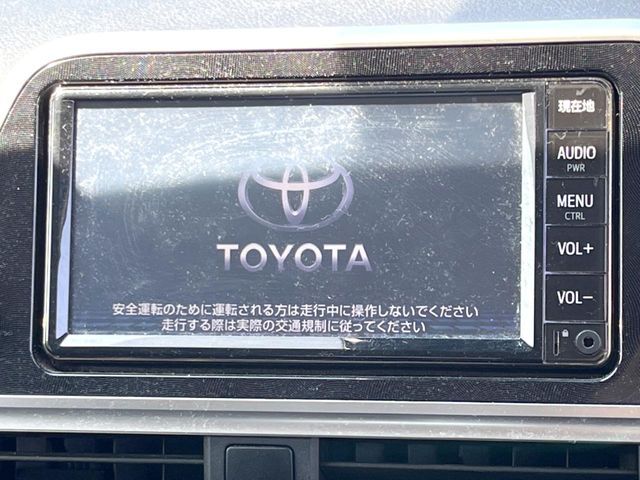 現在地
AUDIO
PWR
MENU
CTRL
VOL+
VOL−
TOYOTA
安全運転のために運転される方は走行中に操作しないでください
走行する際は実際の交通規制に従ってください